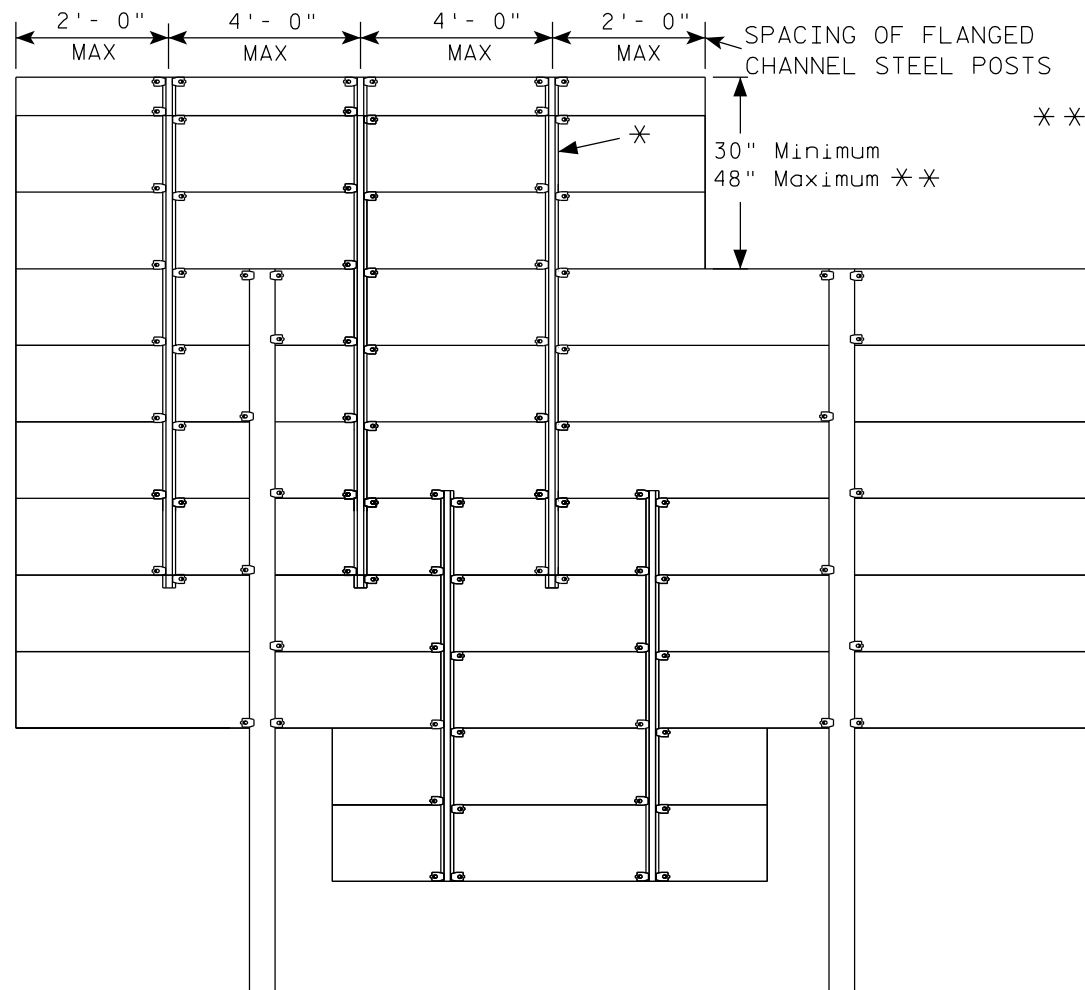 2'- 0" 4'- 0" 4'- 0" 2'- 0"
MAX MAX MAX MAX
SPACING OF FLANGED
CHANNEL STEEL POSTS
* *
*
30" Minimum
48" Maximum * *